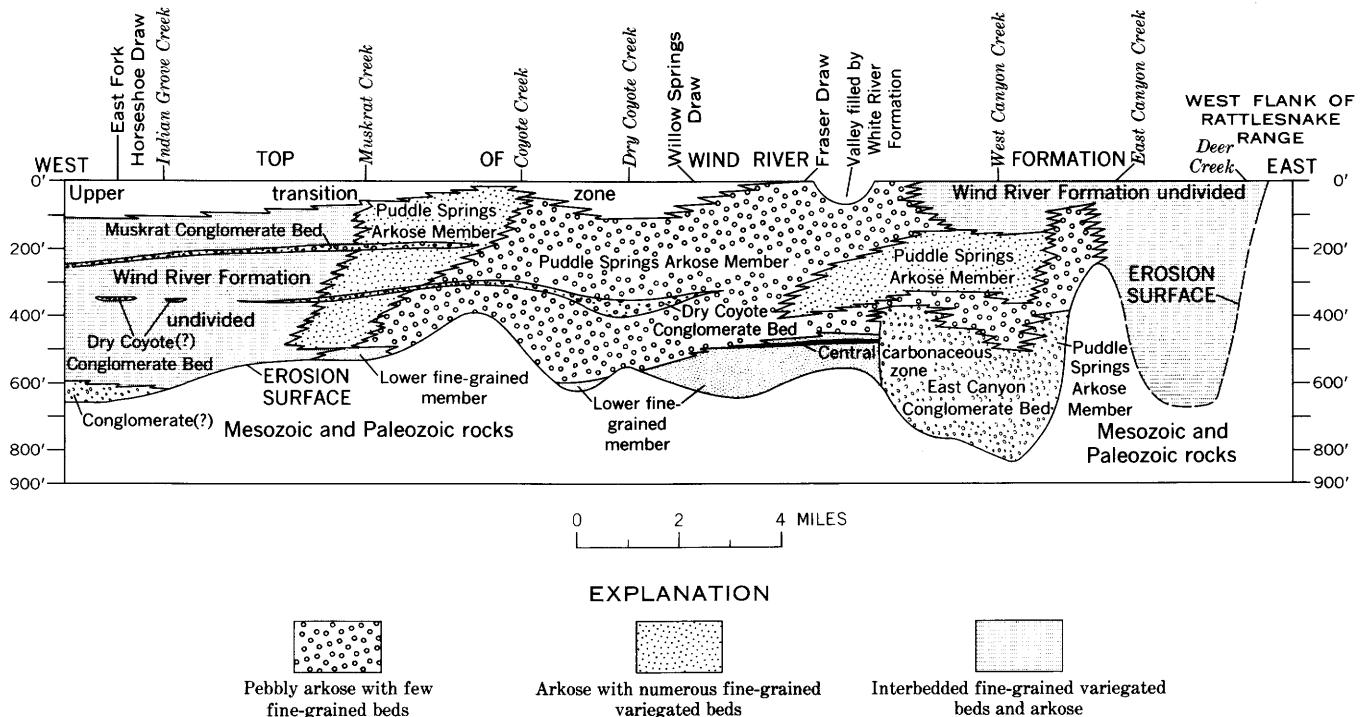 East Fork
Horseshoe Draw
Indian Grove Creek
Muskrat Creek
Coyote Creek
Dry Coyote Creek
Willow Springs
Draw
Fraser Draw
Valley filled by
White River
Formation
West Canyon Creek
East Canyon Creek
WEST FLANK OF
RATTLESNAKE
RANGE
Deer
Creek
WEST
TOP OF WIND RIVER FORMATION
EAST
0'
200'
400'
600'
800'
900'
0'
200'
400'
600'
800'
900'
Upper transition zone
Puddle Springs
Arkose Member
Muskrat Conglomerate Bed
Wind River Formation
undivided
Dry Coyote(?)
Conglomerate Bed
Conglomerate(?)
EROSION
SURFACE
Lower fine-grained
member
Mesozoic and Paleozoic rocks
Puddle Springs Arkose Member
Dry Coyote
Conglomerate Bed
Lower fine-
grained
member
Central carbonaceous
zone
Wind River Formation undivided
Puddle Springs
Arkose Member
East Canyon
Conglomerate Bed
Puddle
Springs
Arkose
Member
EROSION
SURFACE
Mesozoic and
Paleozoic rocks
0 2 4 MILES
EXPLANATION
Pebbly arkose with few
fine-grained beds
Arkose with numerous fine-grained
variegated beds
Interbedded fine-grained variegated
beds and arkose